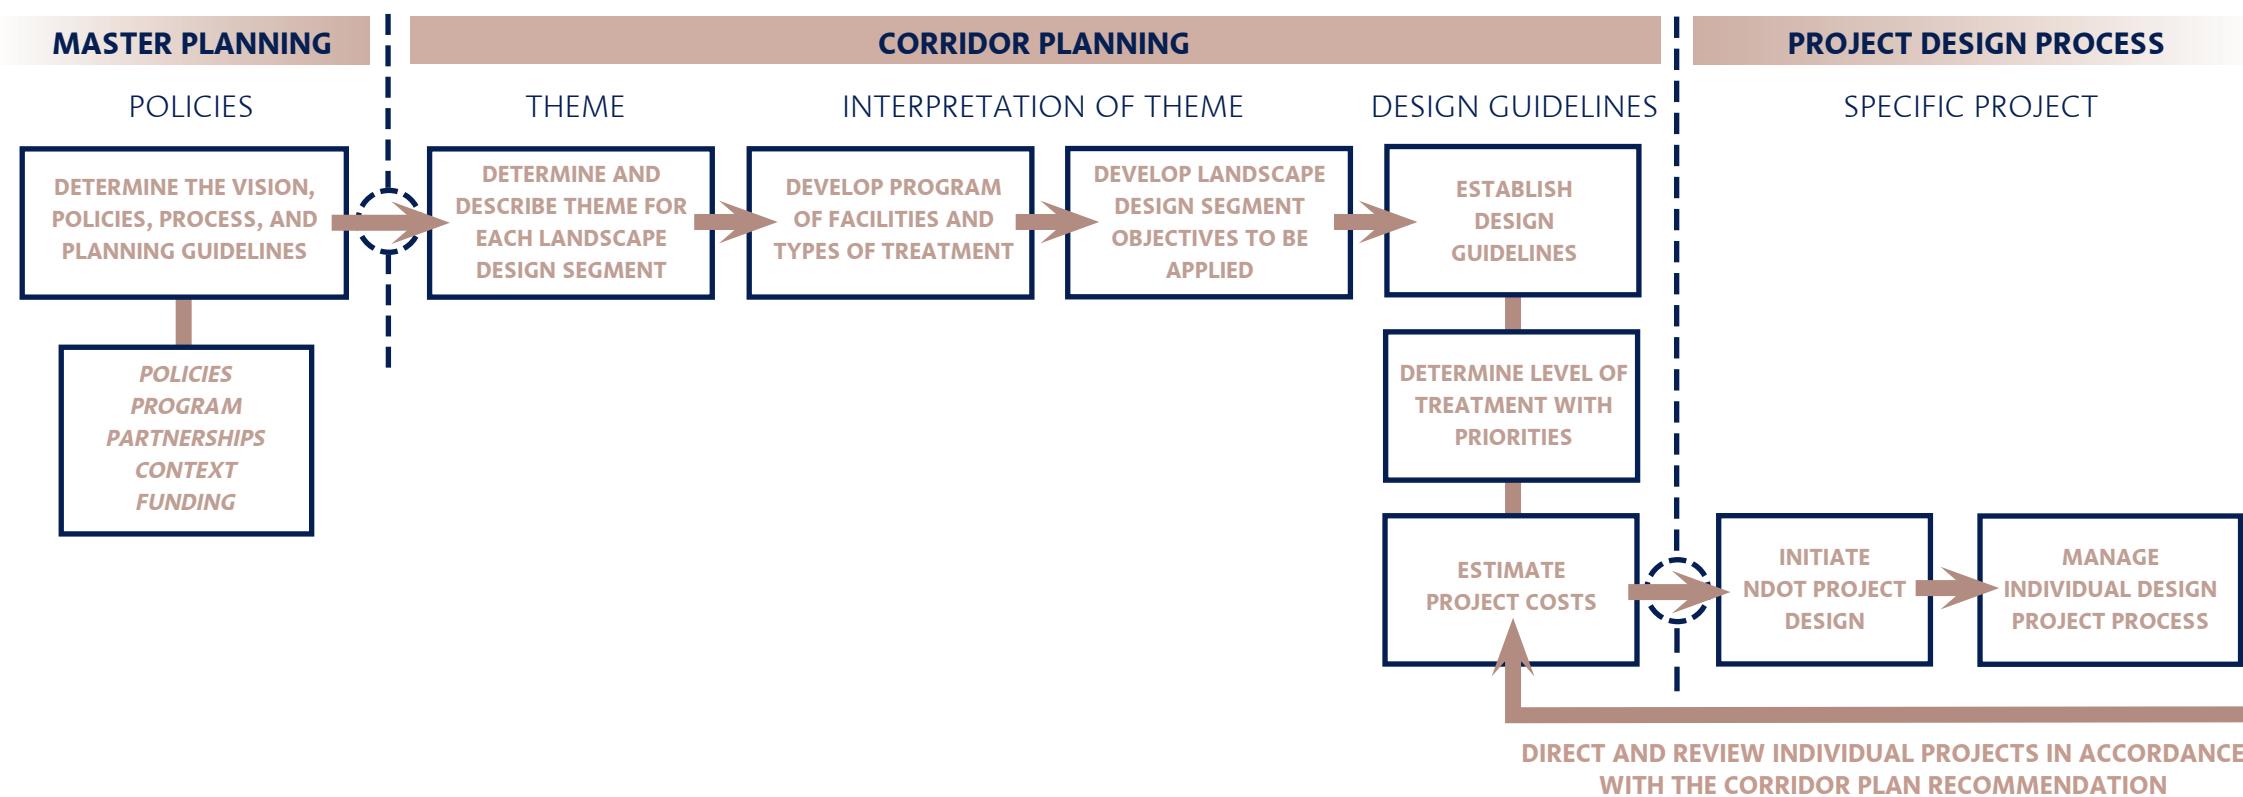 MASTER PLANNING
CORRIDOR PLANNING
PROJECT DESIGN PROCESS
POLICIES
THEME
INTERPRETATION OF THEME
DESIGN GUIDELINES
SPECIFIC PROJECT
DETERMINE THE VISION,
POLICIES, PROCESS, AND
PLANNING GUIDELINES
DETERMINE AND
DESCRIBE THEME FOR
EACH LANDSCAPE
DESIGN SEGMENT
DEVELOP PROGRAM
OF FACILITIES AND
TYPES OF TREATMENT
DEVELOP LANDSCAPE
DESIGN SEGMENT
OBJECTIVES TO BE
APPLIED
ESTABLISH
DESIGN
GUIDELINES
POLICIES
PROGRAM
PARTNERSHIPS
CONTEXT
FUNDING
DETERMINE LEVEL OF
TREATMENT WITH
PRIORITIES
ESTIMATE
PROJECT COSTS
INITIATE
NDOT PROJECT
DESIGN
MANAGE
INDIVIDUAL DESIGN
PROJECT PROCESS
DIRECT AND REVIEW INDIVIDUAL PROJECTS IN ACCORDANCE
WITH THE CORRIDOR PLAN RECOMMENDATION